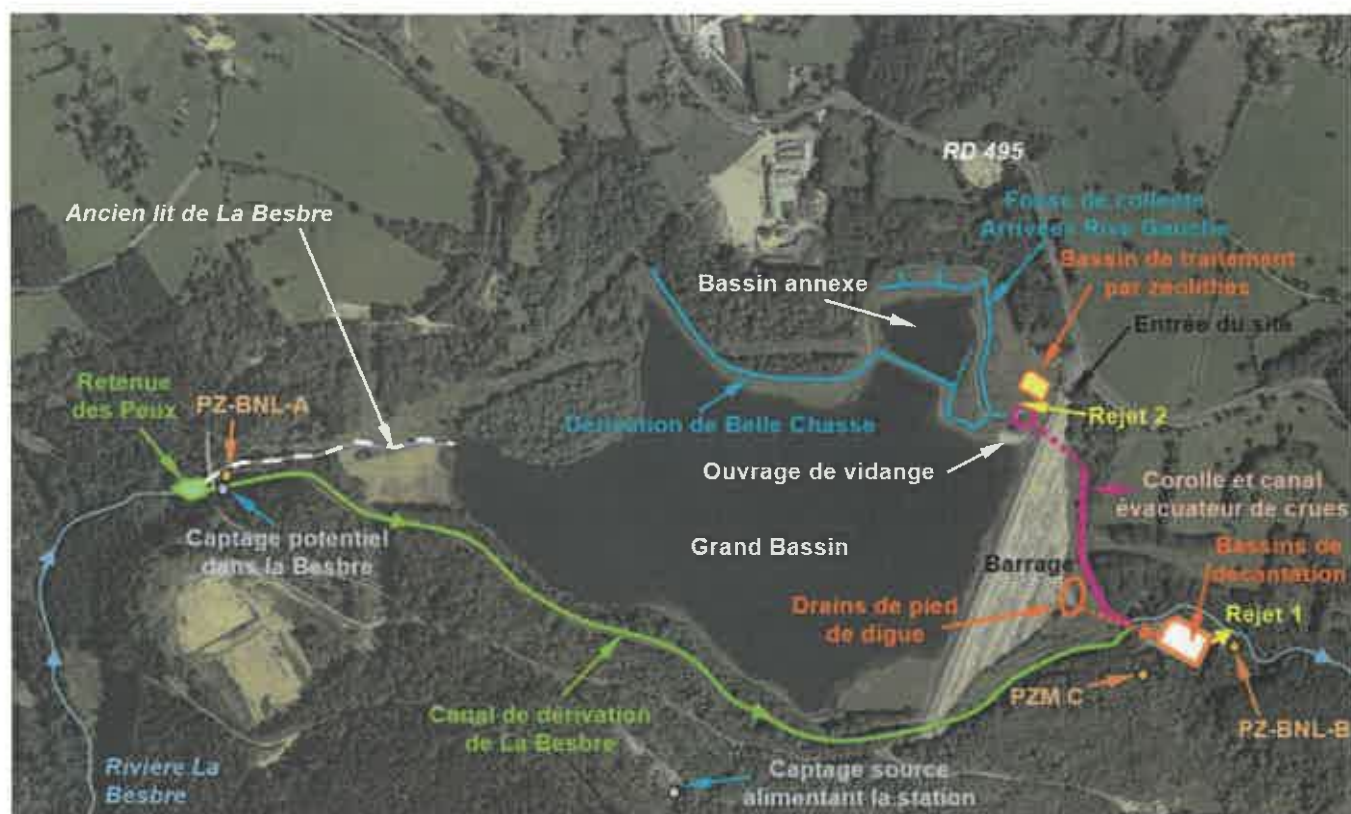 RD 495
Ancien lit de La Besbre
Fossé de collecte
Arrivées Rive Gauche
Bassin annexe
Bassin de traitement
par zéolithes
Entrée du site
Retenue
des Peux
PZ-BNL-A
Rejet 2
Dérivation de Belle Chasse
Ouvrage de vidange
Corolle et canal
évacuateur de crues
Captage potentiel
dans la Besbre
Grand Bassin
Bassins de
décantation
Barrage
Drains de pied
de digue
Rejet 1
PZM C
PZ-BNL-B
Canal de dérivation
de La Besbre
Rivière La
Besbre
Captage source
alimentant la station